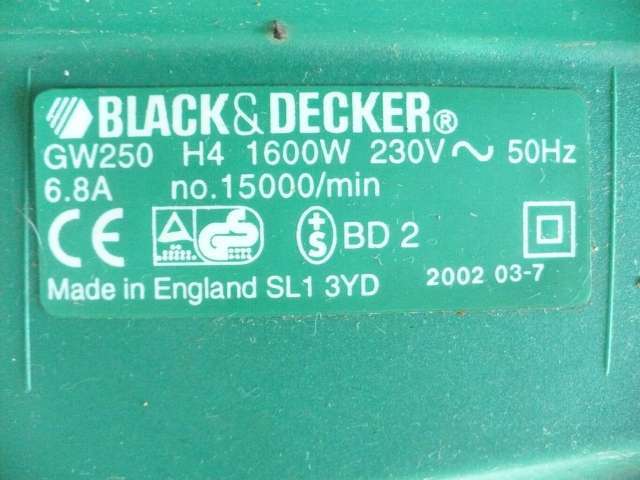 BLACK&DECKER®
GW250 H4 1600W 230V ~ 50Hz
6.8A no.15000/min
CE GS +S BD 2
Made in England SL1 3YD 2002 03-7